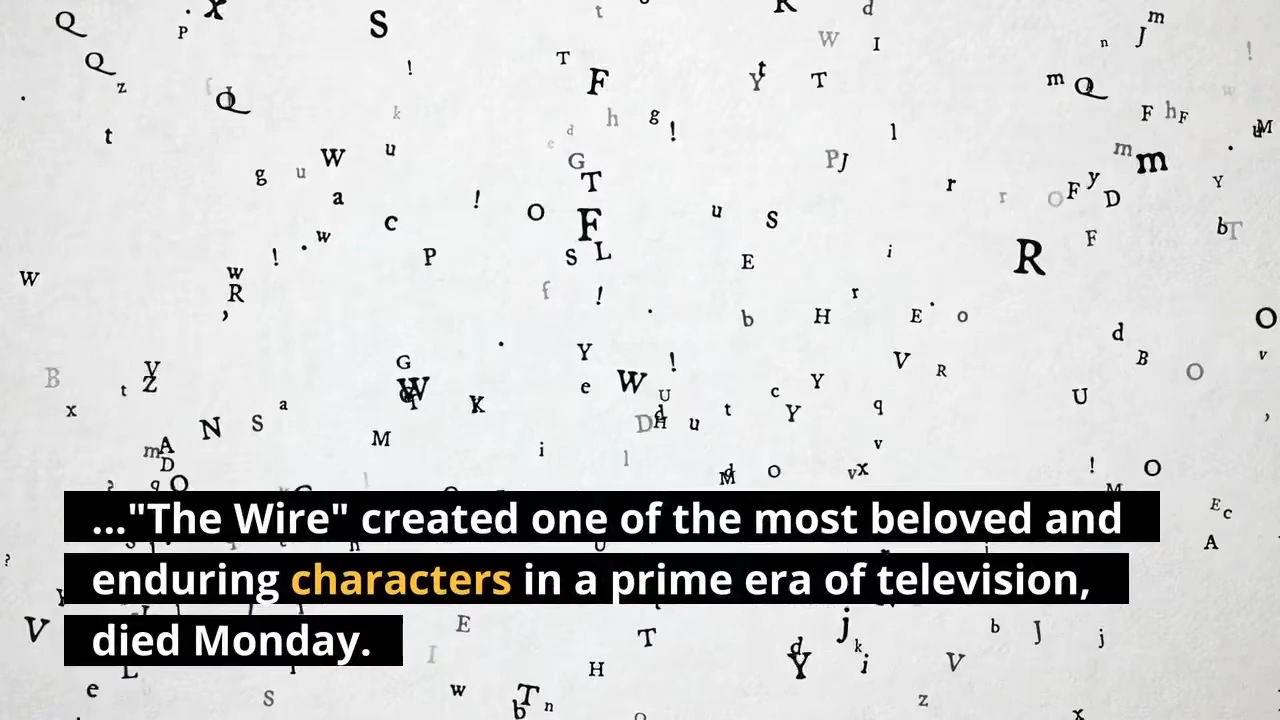 ..."The Wire" created one of the most beloved and
enduring characters in a prime era of television,
died Monday.